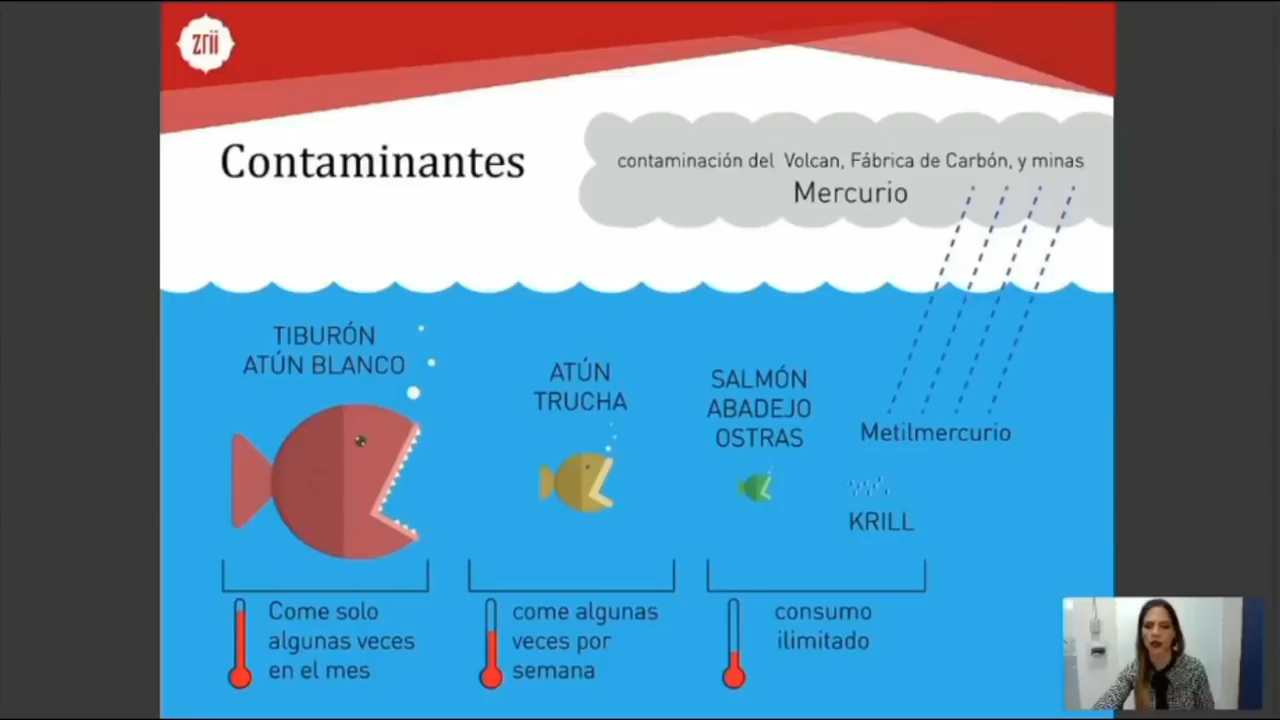 zrii
Contaminantes
contaminación del Volcan, Fábrica de Carbón, y minas
Mercurio
TIBURÓN
ATÚN BLANCO
ATÚN
TRUCHA
SALMÓN
ABADEJO
OSTRAS
Metilmercurio
KRILL
Come solo
algunas veces
en el mes
come algunas
veces por
semana
consumo
ilimitado